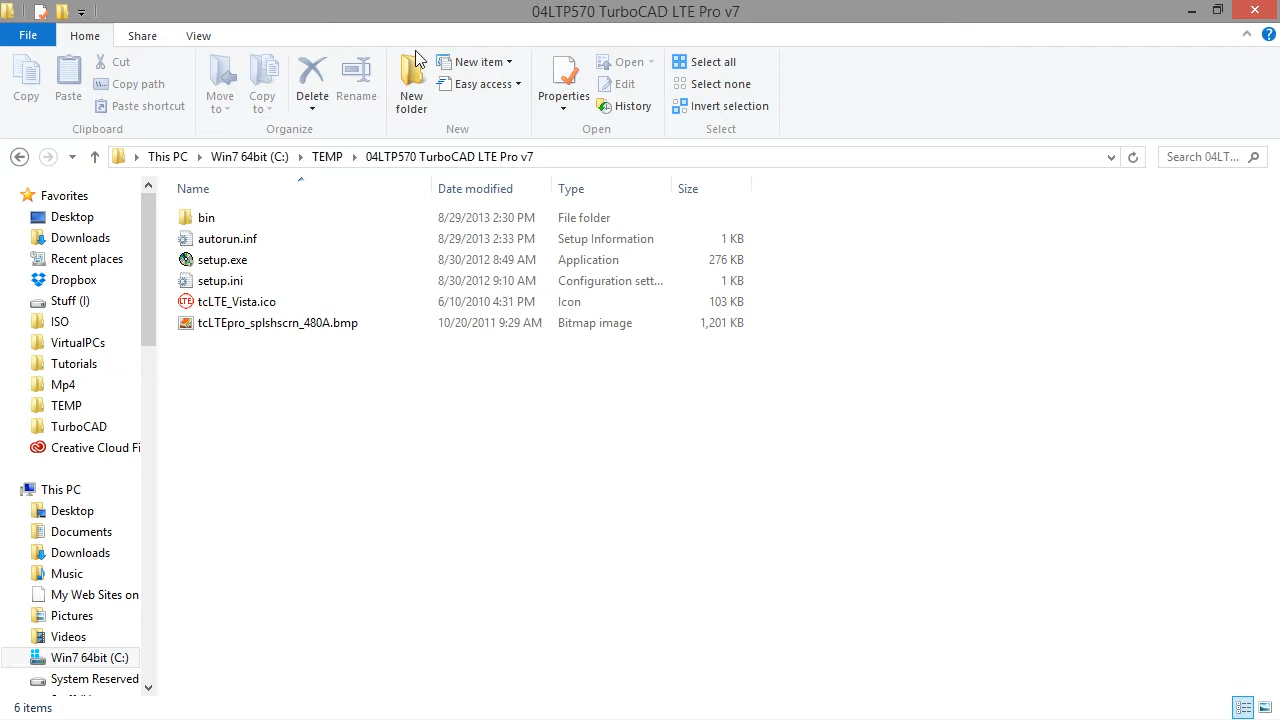 04LTP570 TurboCAD LTE Pro v7
File Home Share View
Copy
Paste
Cut
Copy path
Paste shortcut
Clipboard
Move to
Copy to
Delete
Rename
Organize
New folder
New item
Easy access
New
Properties
Open
Edit
History
Open
Select all
Select none
Invert selection
Select
This PC Win7 64bit (C:) TEMP 04LTP570 TurboCAD LTE Pro v7
Search 04LT...
Favorites
Desktop
Downloads
Recent places
Dropbox
Stuff (I)
ISO
VirtualPCs
Tutorials
Mp4
TEMP
TurboCAD
Creative Cloud Fi
This PC
Desktop
Documents
Downloads
Music
My Web Sites on
Pictures
Videos
Win7 64bit (C:)
System Reserved
Name Date modified Type Size
bin 8/29/2013 2:30 PM File folder
autorun.inf 8/29/2013 2:33 PM Setup Information 1 KB
setup.exe 8/30/2012 8:49 AM Application 276 KB
setup.ini 8/30/2012 9:10 AM Configuration sett... 1 KB
tcLTE_Vista.ico 6/10/2010 4:31 PM Icon 103 KB
tcLTEpro_splshscrn_480A.bmp 10/20/2011 9:29 AM Bitmap image 1,201 KB
6 items